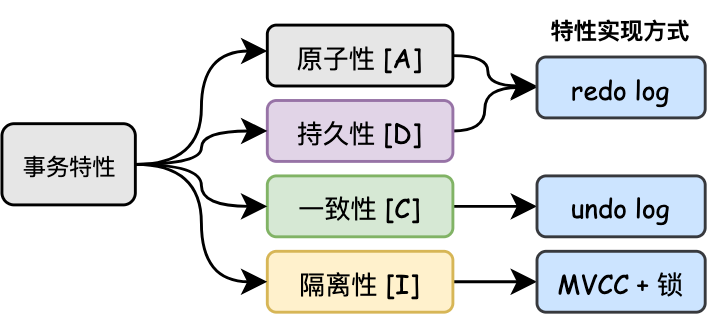 特性实现方式
原子性 [A]
redo log
持久性 [D]
事务特性
一致性 [C]
undo log
隔离性 [I]
MVCC + 锁